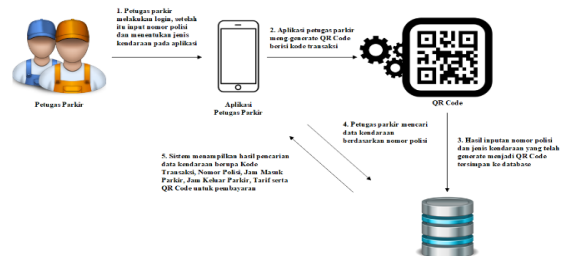 1. Petugas parkir
melakukan login, setelah
itu input nomor polisi
dan menentukan jenis
kendaraan pada aplikasi
2. Aplikasi petugas parkir
meng-generate QR Code
berisi kode transaksi
Petugas Parkir
Aplikasi
Petugas Parkir
QR Code
4. Petugas parkir mencari
data kendaraan
berdasarkan nomor polisi
3. Hasil inputan nomor polisi
dan jenis kendaraan yang telah
generate menjadi QR Code
tersimpan ke database
5. Sistem menampilkan hasil pencarian
data kendaraan berupa Kode
Transaksi, Nomor Polisi, Jam Masuk
Parkir, Jam Keluar Parkir, Tarif serta
QR Code untuk pembayaran